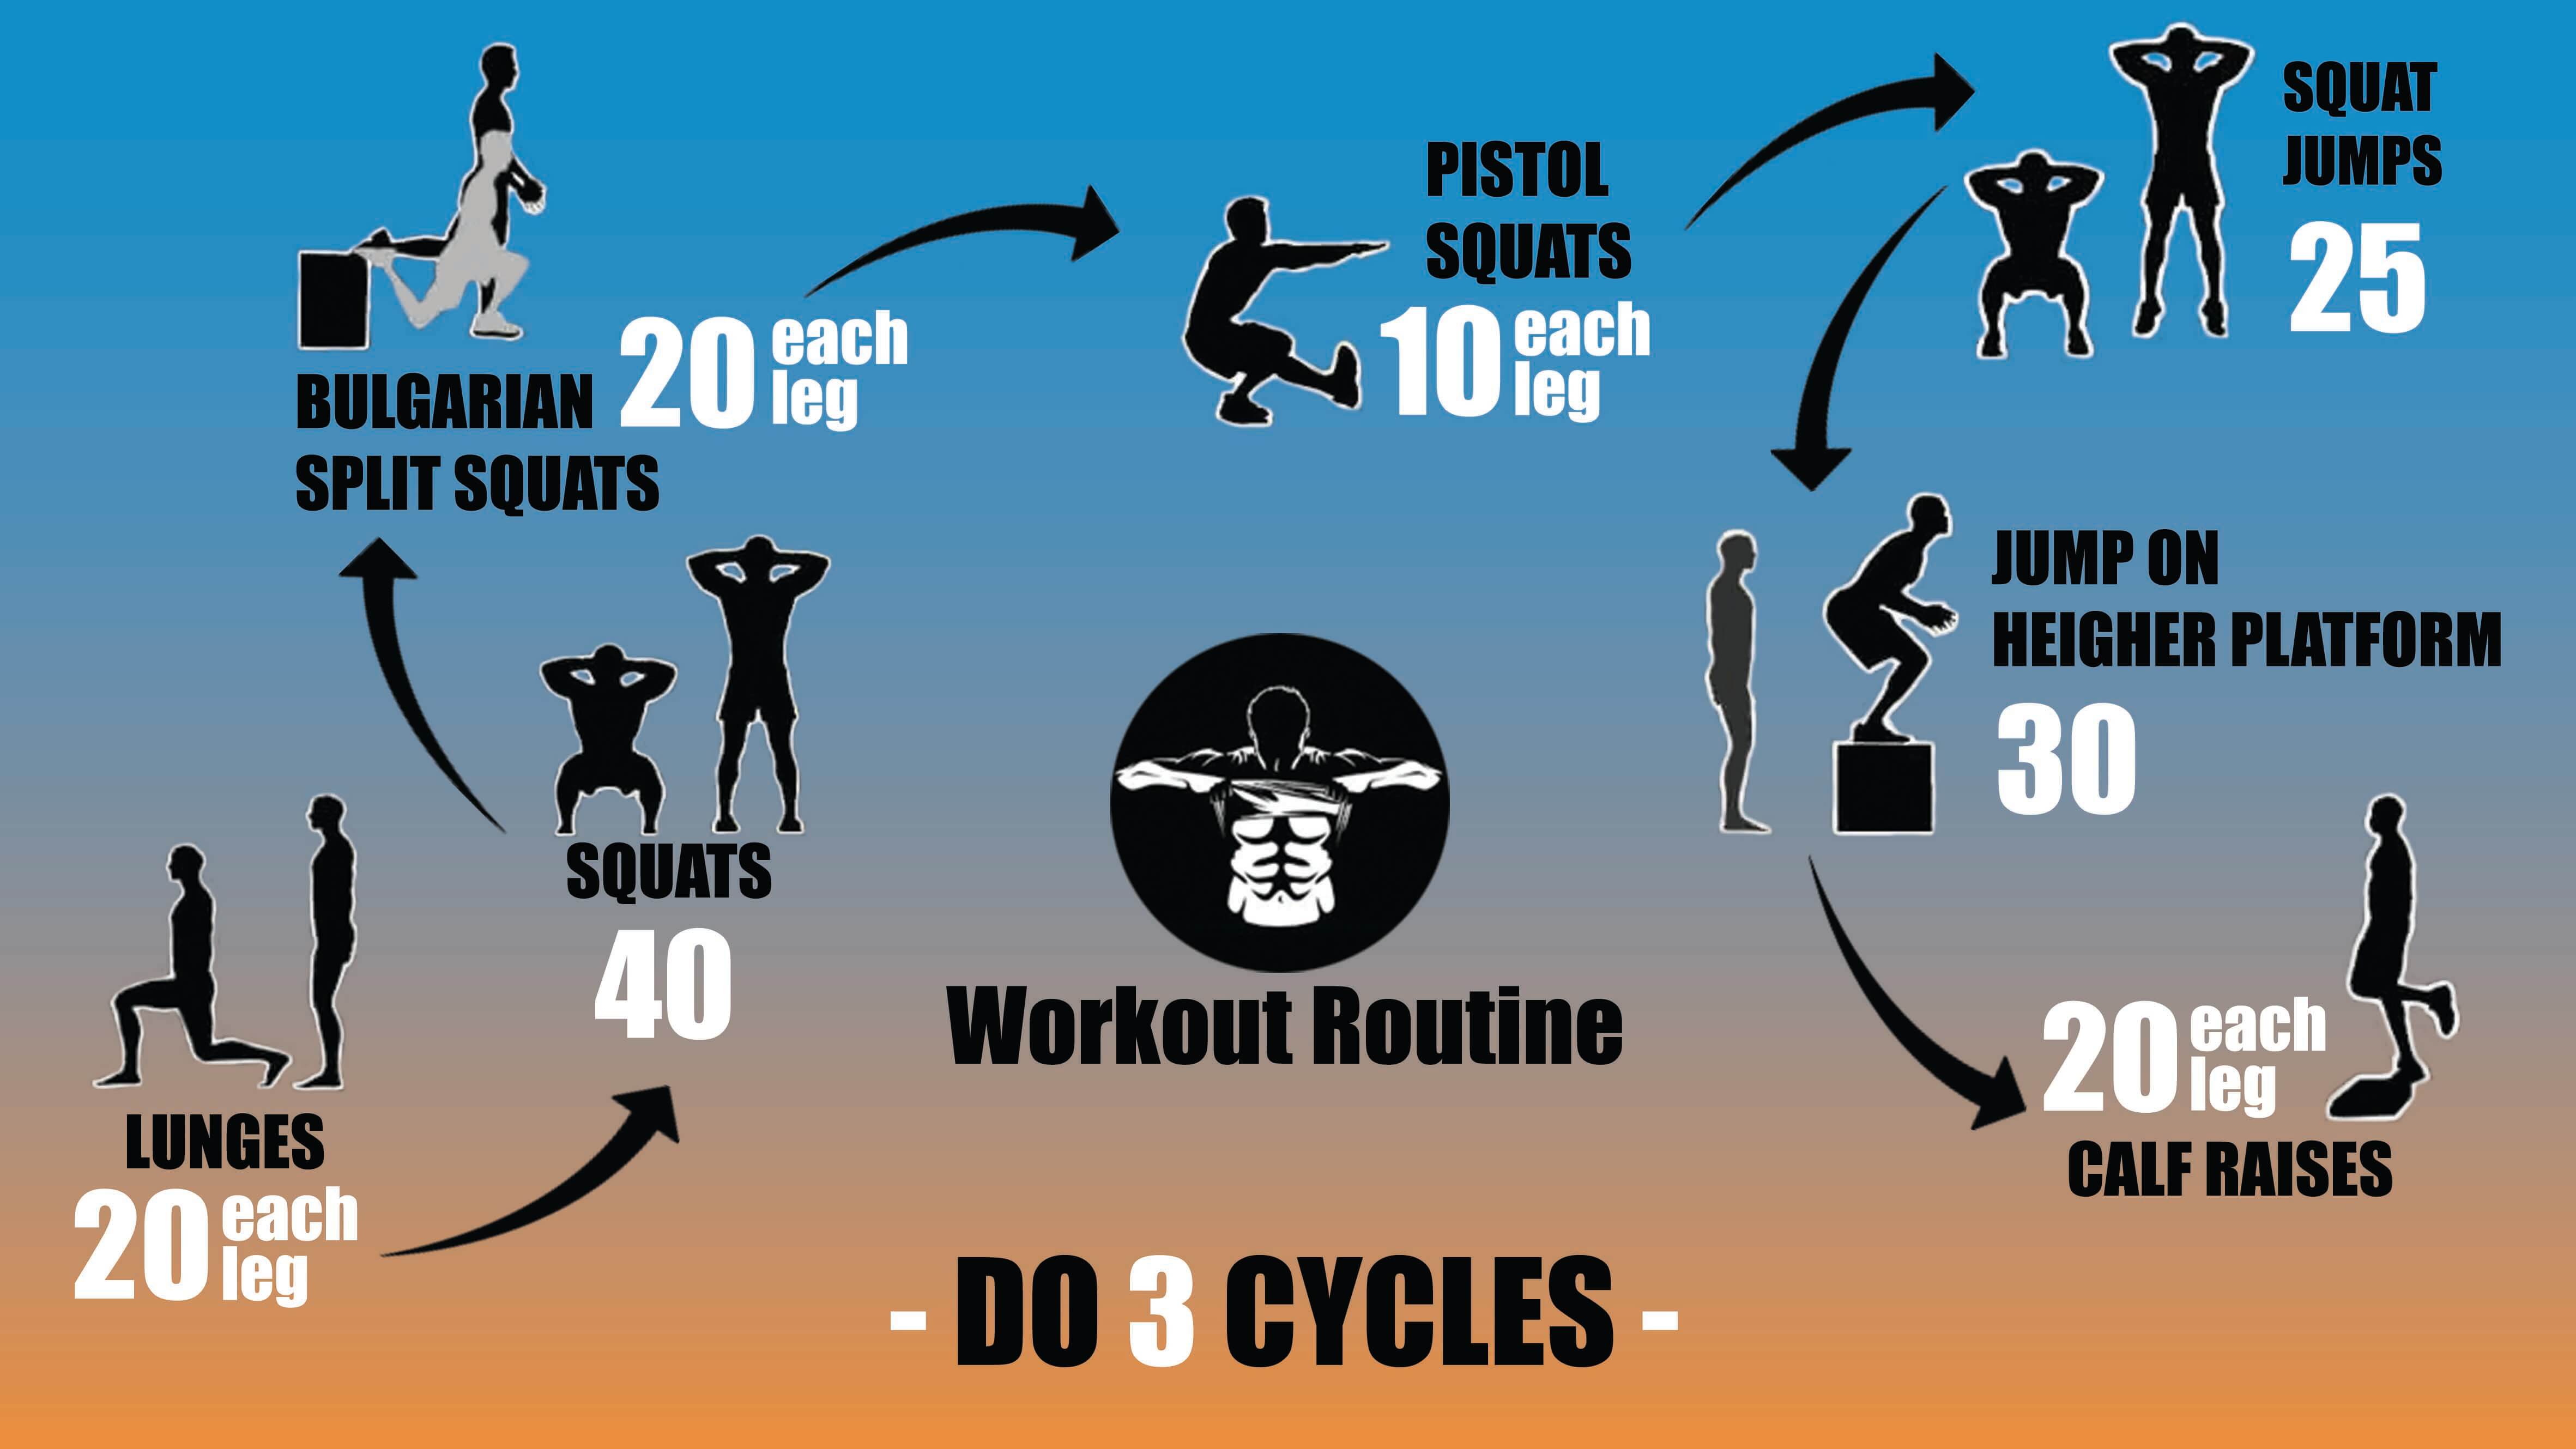 LUNGES
20 each
leg
SQUATS
40
BULGARIAN
SPLIT SQUATS
20 each
leg
PISTOL
SQUATS
10 each
leg
SQUAT
JUMPS
25
JUMP ON
HEIGHER PLATFORM
30
20 each
leg
CALF RAISES
Workout Routine
- DO 3 CYCLES -